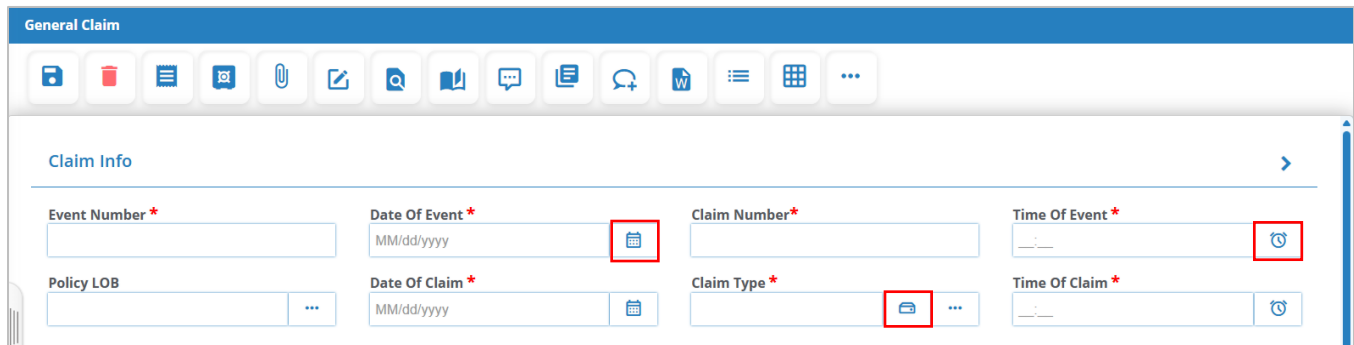 General Claim
W
Claim Info
Event Number * Date Of Event * Claim Number* Time Of Event *
MM/dd/yyyy __:__
Policy LOB Date Of Claim * Claim Type * Time Of Claim *
MM/dd/yyyy __:__